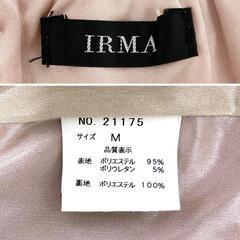 IRMA
NO. 21175
サイズ M
品質表示
表地 ポリエステル 95%
ポリウレタン 5%
裏地 ポリエステル 100%